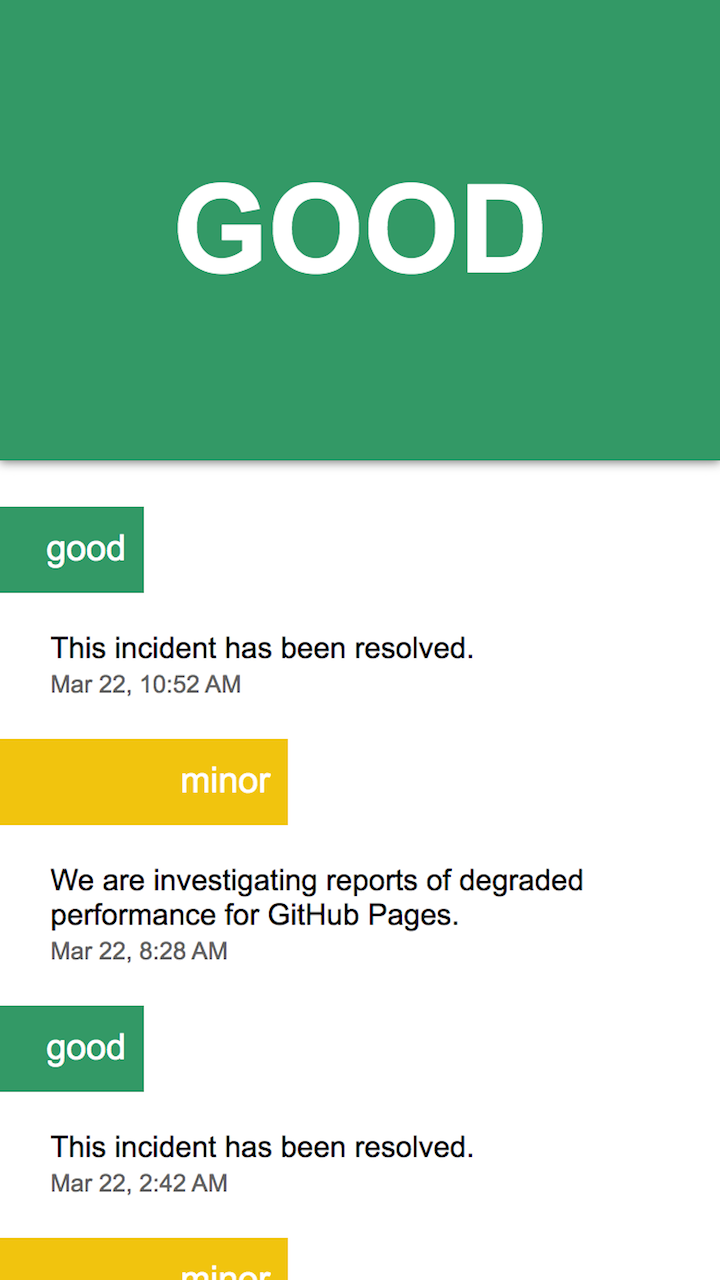 GOOD
good
This incident has been resolved.
Mar 22, 10:52 AM
minor
We are investigating reports of degraded
performance for GitHub Pages.
Mar 22, 8:28 AM
good
This incident has been resolved.
Mar 22, 2:42 AM
minor